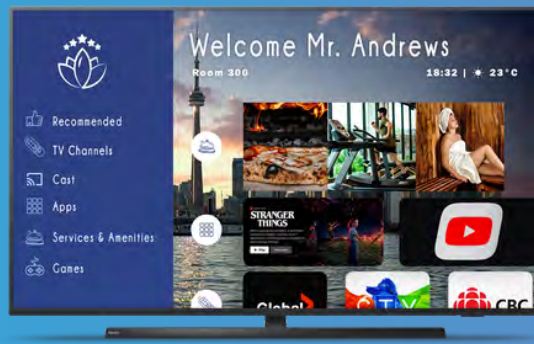 Welcome Mr. Andrews
Room 300
18:32 | 23°C
Recommended
TV Channels
Cast
Apps
Services & Amenities
Games
STRANGER
THINGS
Global
CTV
CBC